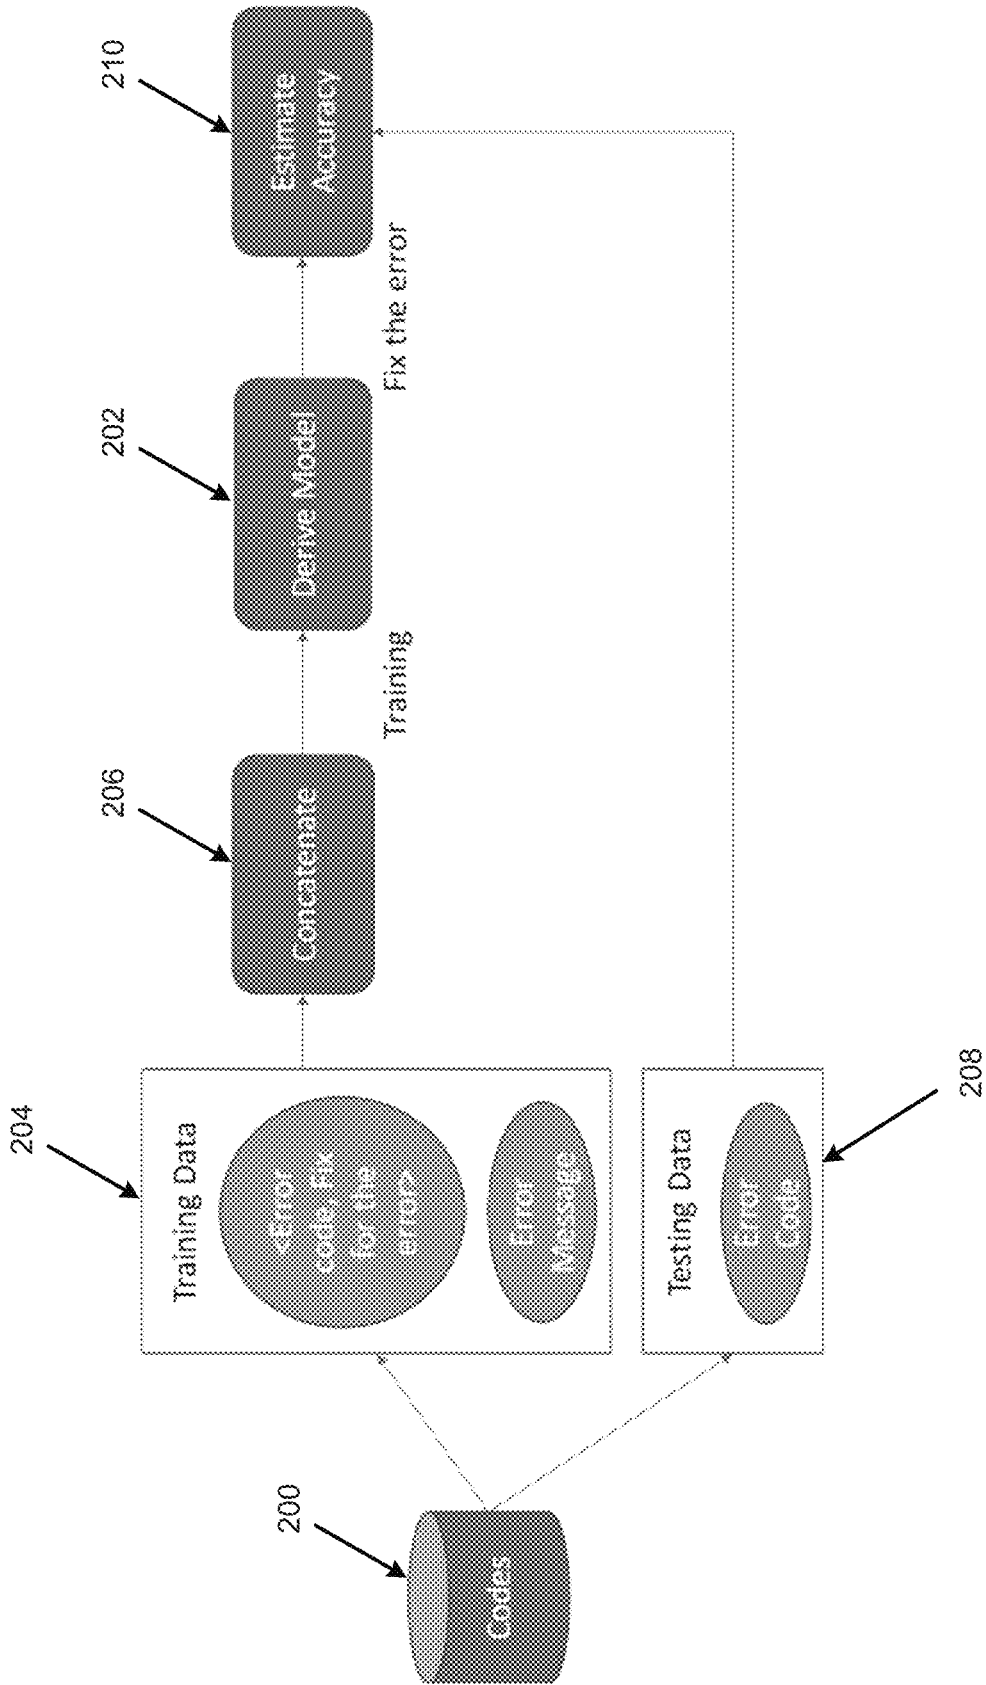 200
Codes
204
Training Data
<Error
code, Fix
for the
error>
Error
Message
Testing Data
Error
Code
208
206
Concatenate
Training
202
Derive Model
Fix the error
210
Estimate
Accuracy